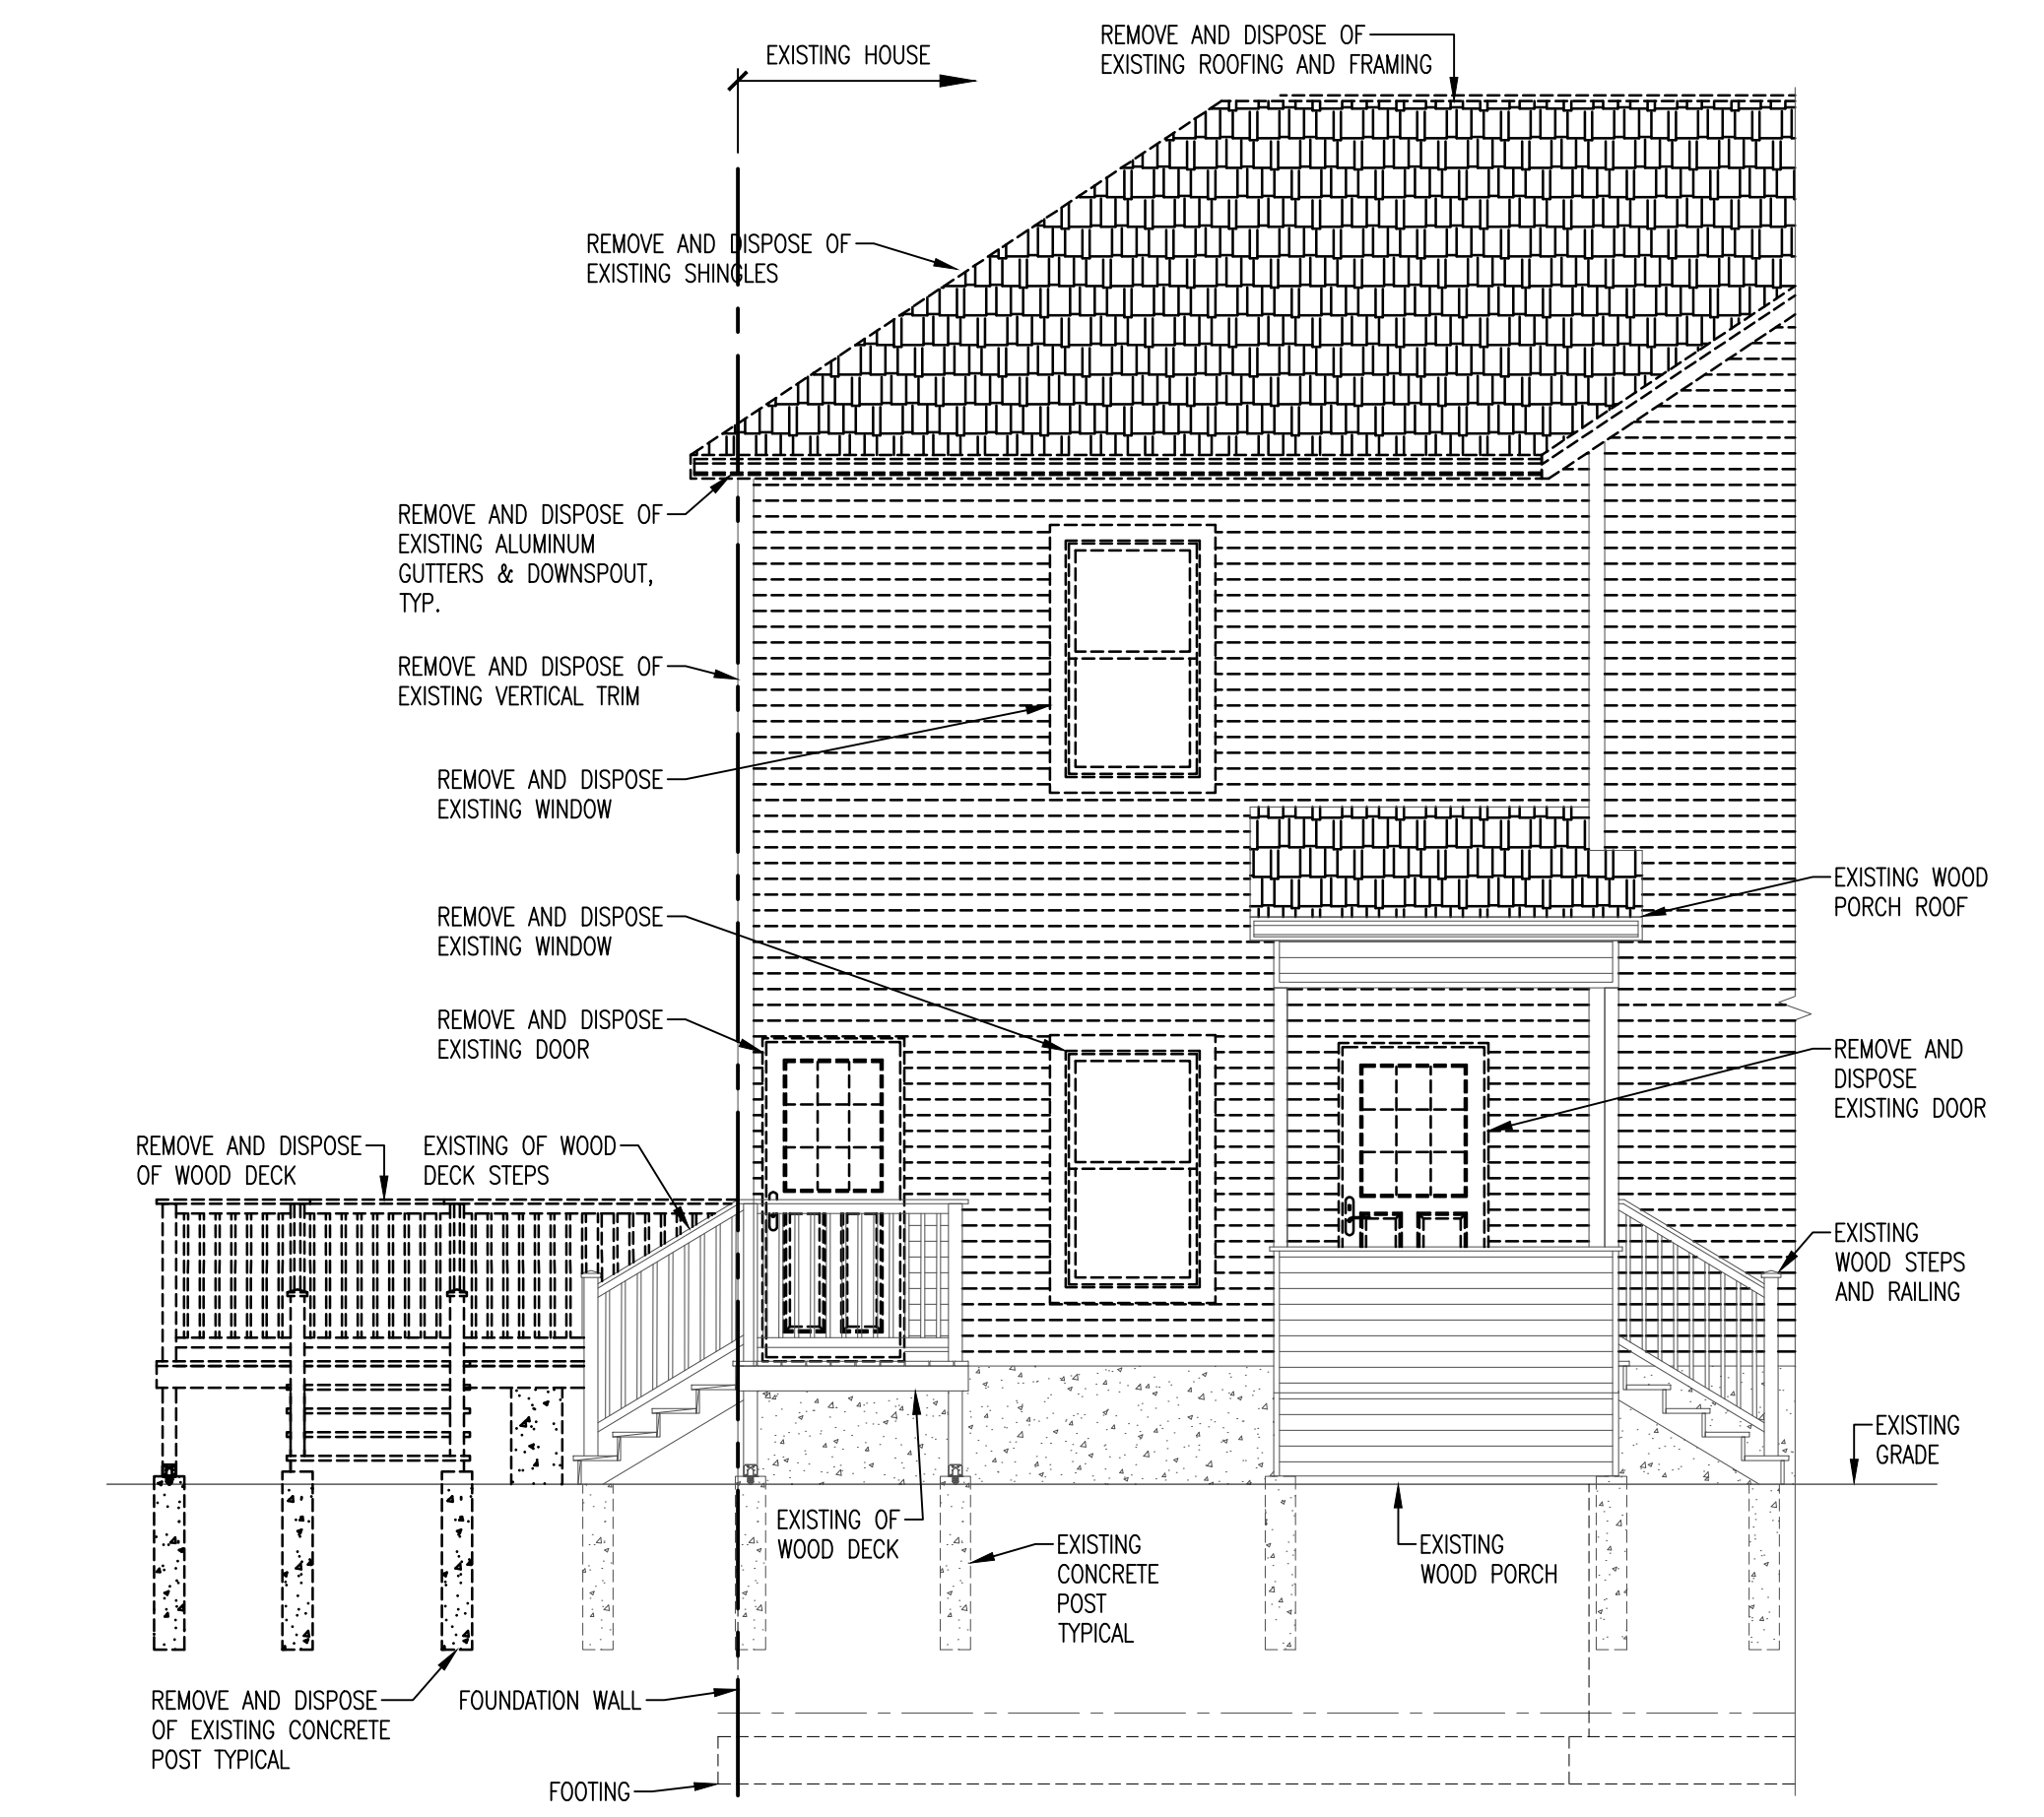 EXISTING HOUSE
REMOVE AND DISPOSE OF
EXISTING ROOFING AND FRAMING
REMOVE AND DISPOSE OF
EXISTING SHINGLES
REMOVE AND DISPOSE OF
EXISTING ALUMINUM
GUTTERS & DOWNSPOUT,
TYP.
REMOVE AND DISPOSE OF
EXISTING VERTICAL TRIM
REMOVE AND DISPOSE
EXISTING WINDOW
EXISTING WOOD
PORCH ROOF
REMOVE AND DISPOSE
EXISTING WINDOW
REMOVE AND DISPOSE
EXISTING DOOR
REMOVE AND
DISPOSE
EXISTING DOOR
REMOVE AND DISPOSE
OF WOOD DECK
EXISTING OF WOOD
DECK STEPS
EXISTING
WOOD STEPS
AND RAILING
EXISTING
GRADE
EXISTING OF
WOOD DECK
EXISTING
CONCRETE
POST
TYPICAL
EXISTING
WOOD PORCH
REMOVE AND DISPOSE
OF EXISTING CONCRETE
POST TYPICAL
FOUNDATION WALL
FOOTING